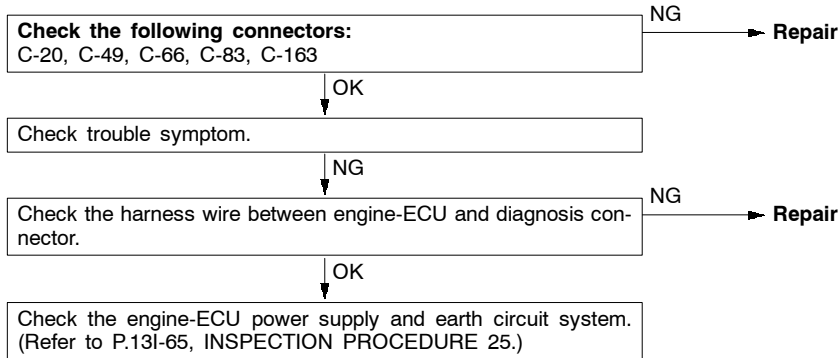 Check the following connectors:
C-20, C-49, C-66, C-83, C-163
NG
Repair
OK
Check trouble symptom.
NG
Check the harness wire between engine-ECU and diagnosis con-
nector.
NG
Repair
OK
Check the engine-ECU power supply and earth circuit system.
(Refer to P.13I-65, INSPECTION PROCEDURE 25.)